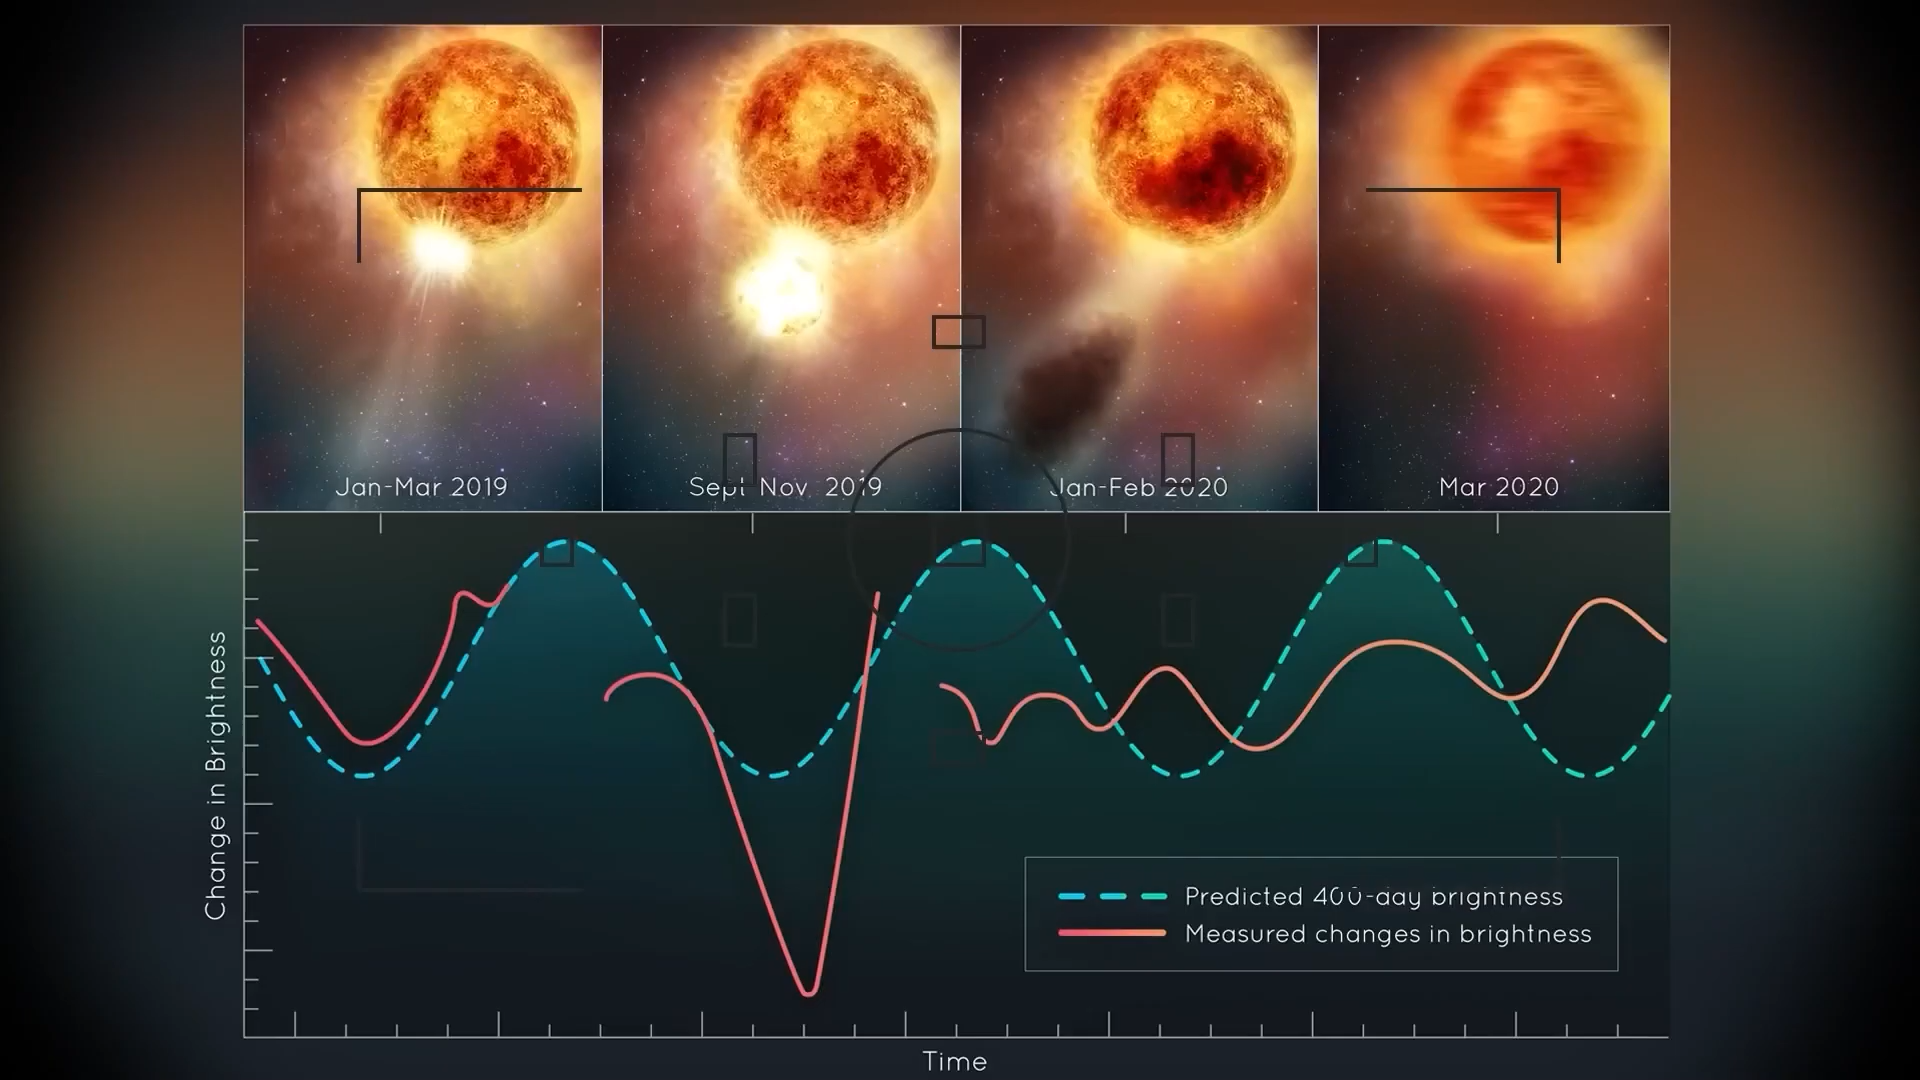 Jan-Mar 2019
Sept Nov 2019
Jan-Feb 2020
Mar 2020
Change in Brightness
Predicted 400-day brightness
Measured changes in brightness
Time